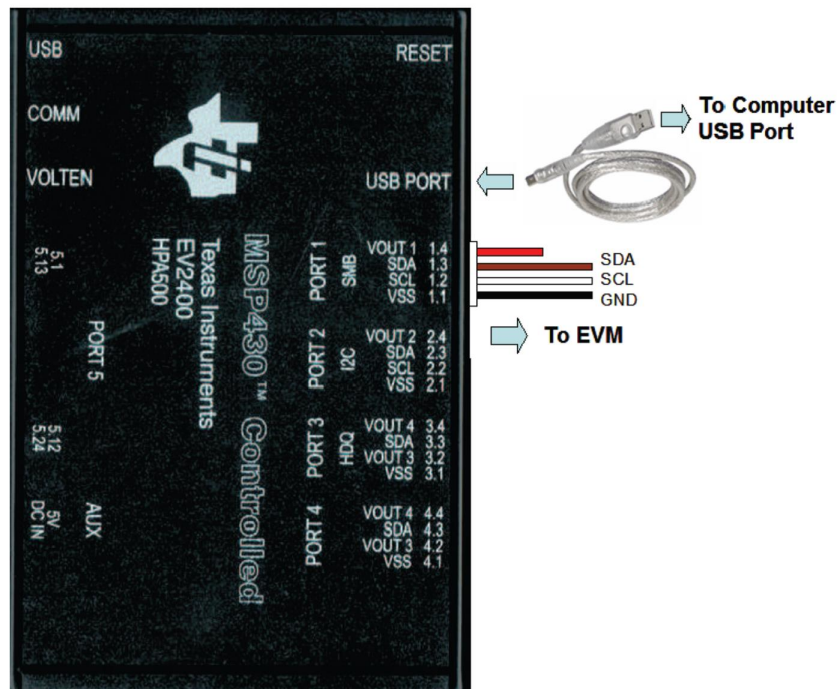 USB
RESET
COMM
VOLTEN
USB PORT
To Computer
USB Port
5.1
5.13
PORT 5
5.12
5.24
AUX
5V
DC IN
Texas Instruments
EV2400
HPA500
MSP430™ Controlled
PORT 1
SMB
VOUT 1 1.4
SDA 1.3
SCL 1.2
VSS 1.1
PORT 2
I2C
VOUT 2 2.4
SDA 2.3
SCL 2.2
VSS 2.1
PORT 3
HDQ
VOUT 4 3.4
SDA 3.3
VOUT 3 3.2
VSS 3.1
PORT 4
VOUT 4 4.4
SDA 4.3
VOUT 3 4.2
VSS 4.1
SDA
SCL
GND
To EVM